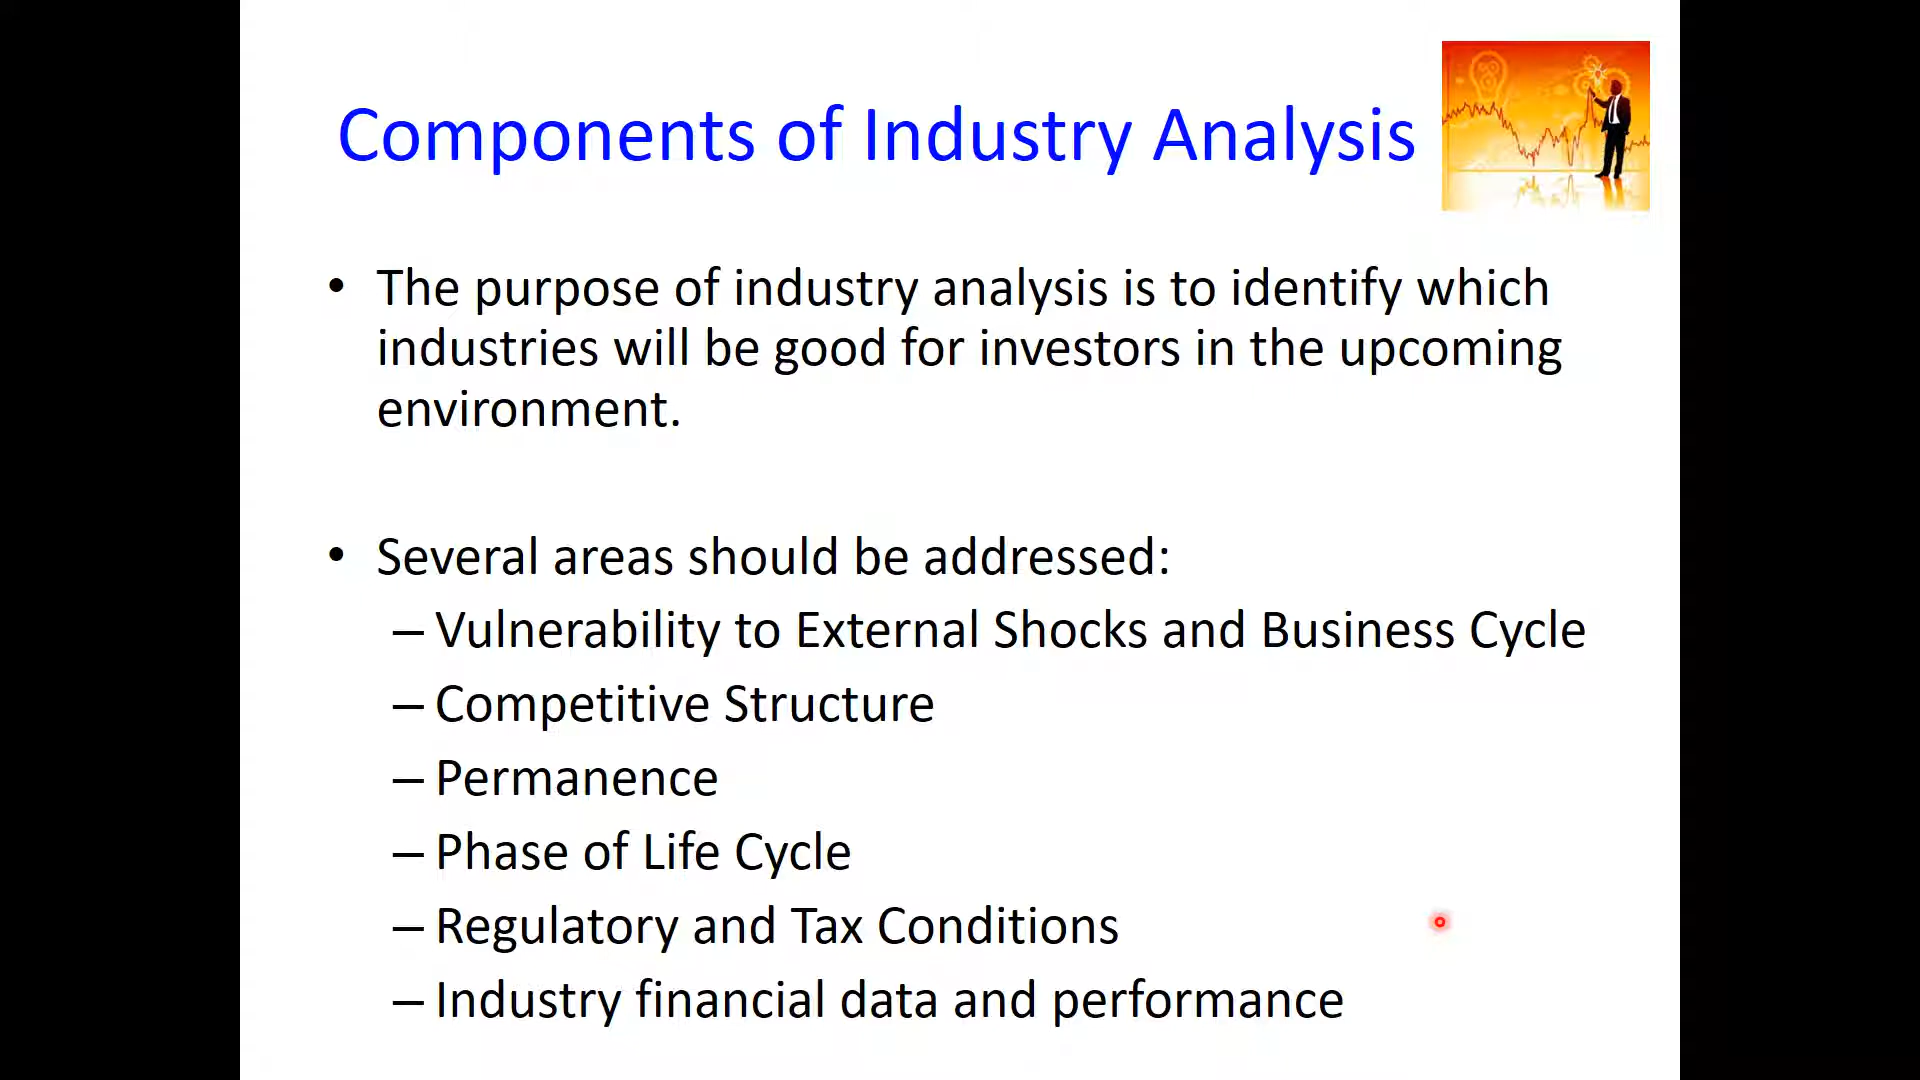 Components of Industry Analysis
• The purpose of industry analysis is to identify which
industries will be good for investors in the upcoming
environment.
• Several areas should be addressed:
– Vulnerability to External Shocks and Business Cycle
– Competitive Structure
– Permanence
– Phase of Life Cycle
– Regulatory and Tax Conditions
– Industry financial data and performance